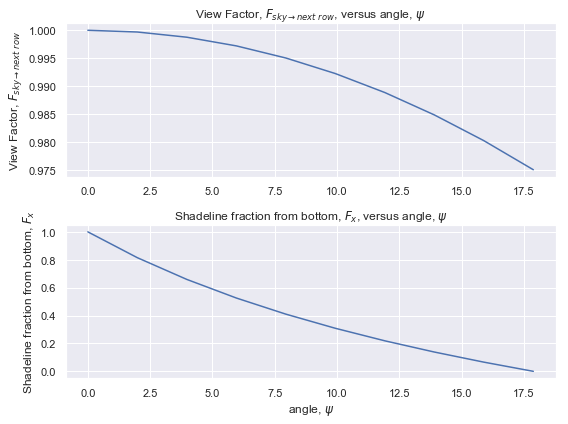 View Factor, F_sky→next row, versus angle, ψ
View Factor, F_sky→next row
1.000
0.995
0.990
0.985
0.980
0.975
0.0 2.5 5.0 7.5 10.0 12.5 15.0 17.5
Shadeline fraction from bottom, F_x, versus angle, ψ
Shadeline fraction from bottom, F_x
1.0
0.8
0.6
0.4
0.2
0.0
0.0 2.5 5.0 7.5 10.0 12.5 15.0 17.5
angle, ψ